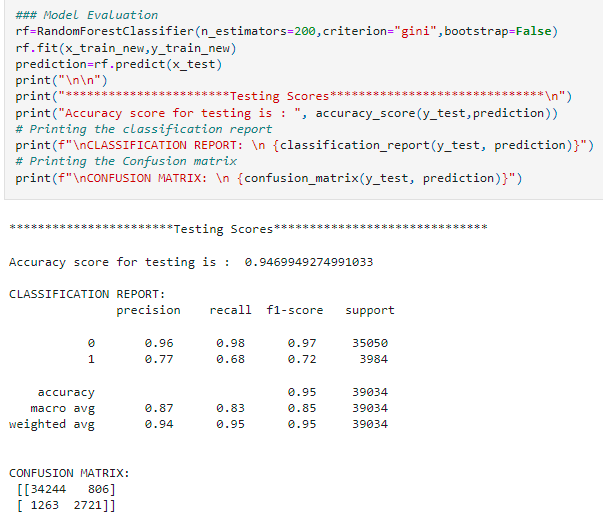 ### Model Evaluation
rf=RandomForestClassifier(n_estimators=200,criterion="gini",bootstrap=False)
rf.fit(x_train_new,y_train_new)
prediction=rf.predict(x_test)
print("\n\n")
print("***********************Testing Scores******************************\n")
print("Accuracy score for testing is : ", accuracy_score(y_test,prediction))
# Printing the classification report
print(f"\nCLASSIFICATION REPORT: \n {classification_report(y_test, prediction)}")
# Printing the Confusion matrix
print(f"\nCONFUSION MATRIX: \n {confusion_matrix(y_test, prediction)}")
***********************Testing Scores******************************
Accuracy score for testing is :  0.9469949274991033
CLASSIFICATION REPORT:
precision    recall  f1-score   support
0       0.96      0.98      0.97     35050
1       0.77      0.68      0.72      3984
accuracy                           0.95     39034
macro avg       0.87      0.83      0.85     39034
weighted avg       0.94      0.95      0.95     39034
CONFUSION MATRIX:
[[34244   806]
[ 1263  2721]]